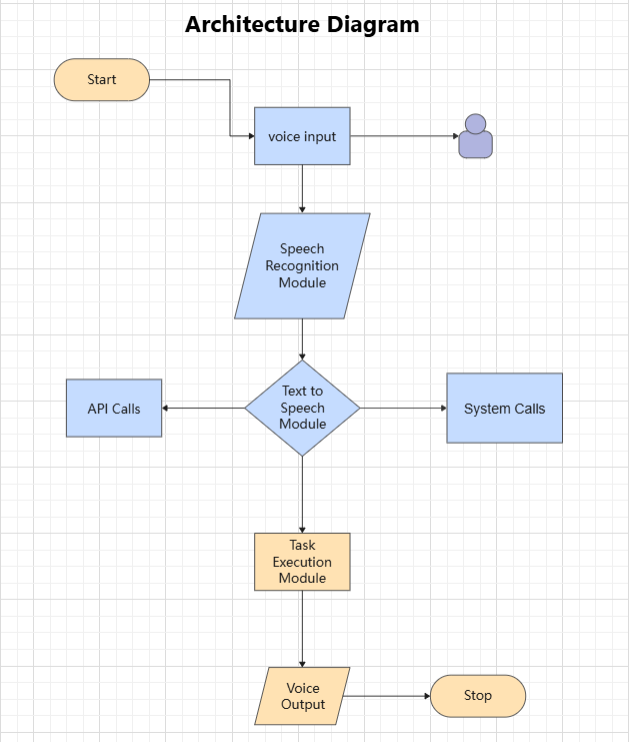 Architecture Diagram
Start
voice input
Speech
Recognition
Module
Text to
Speech
Module
API Calls
System Calls
Task
Execution
Module
Voice
Output
Stop